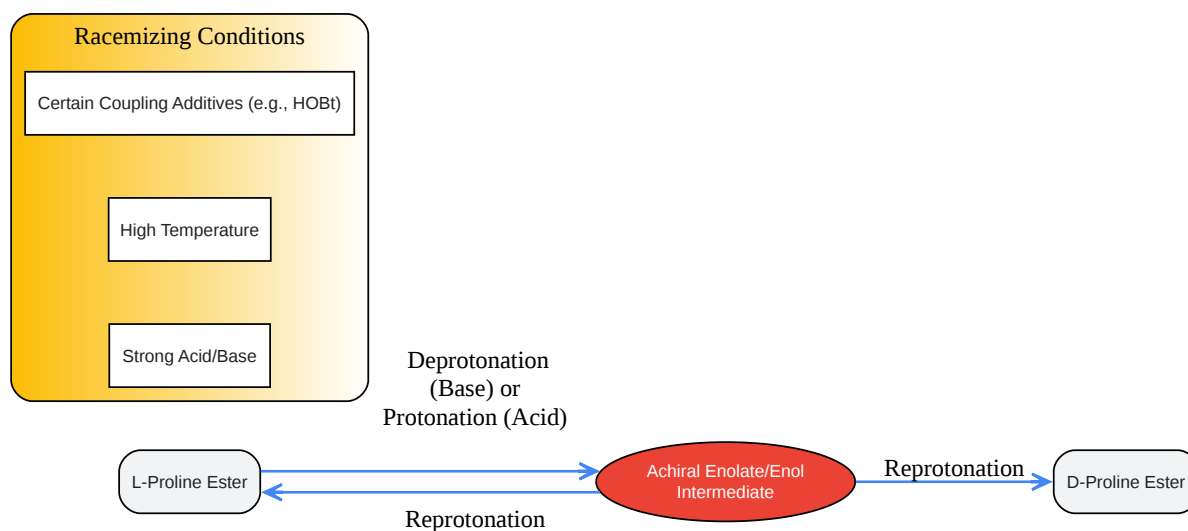 Racemizing Conditions
Certain Coupling Additives (e.g., HOBt)
High Temperature
Strong Acid/Base
Deprotonation
(Base) or
Protonation (Acid)
L-Proline Ester
Achiral Enolate/Enol
Intermediate
Reprotonation
D-Proline Ester
Reprotonation